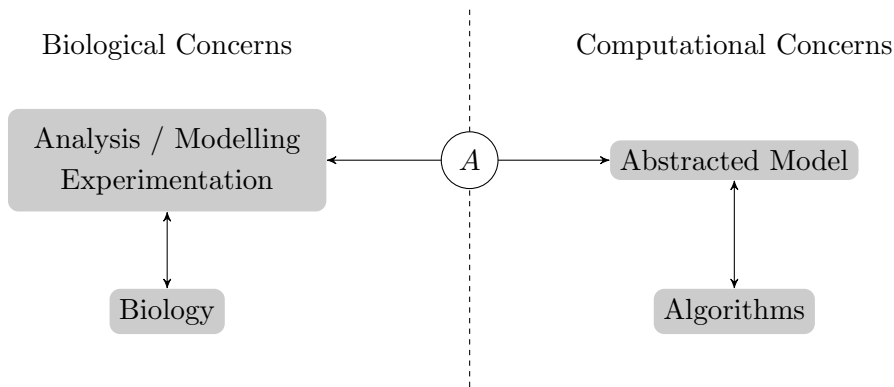 Biological Concerns
Computational Concerns
Analysis / Modelling
Experimentation
A
Abstracted Model
Biology
Algorithms